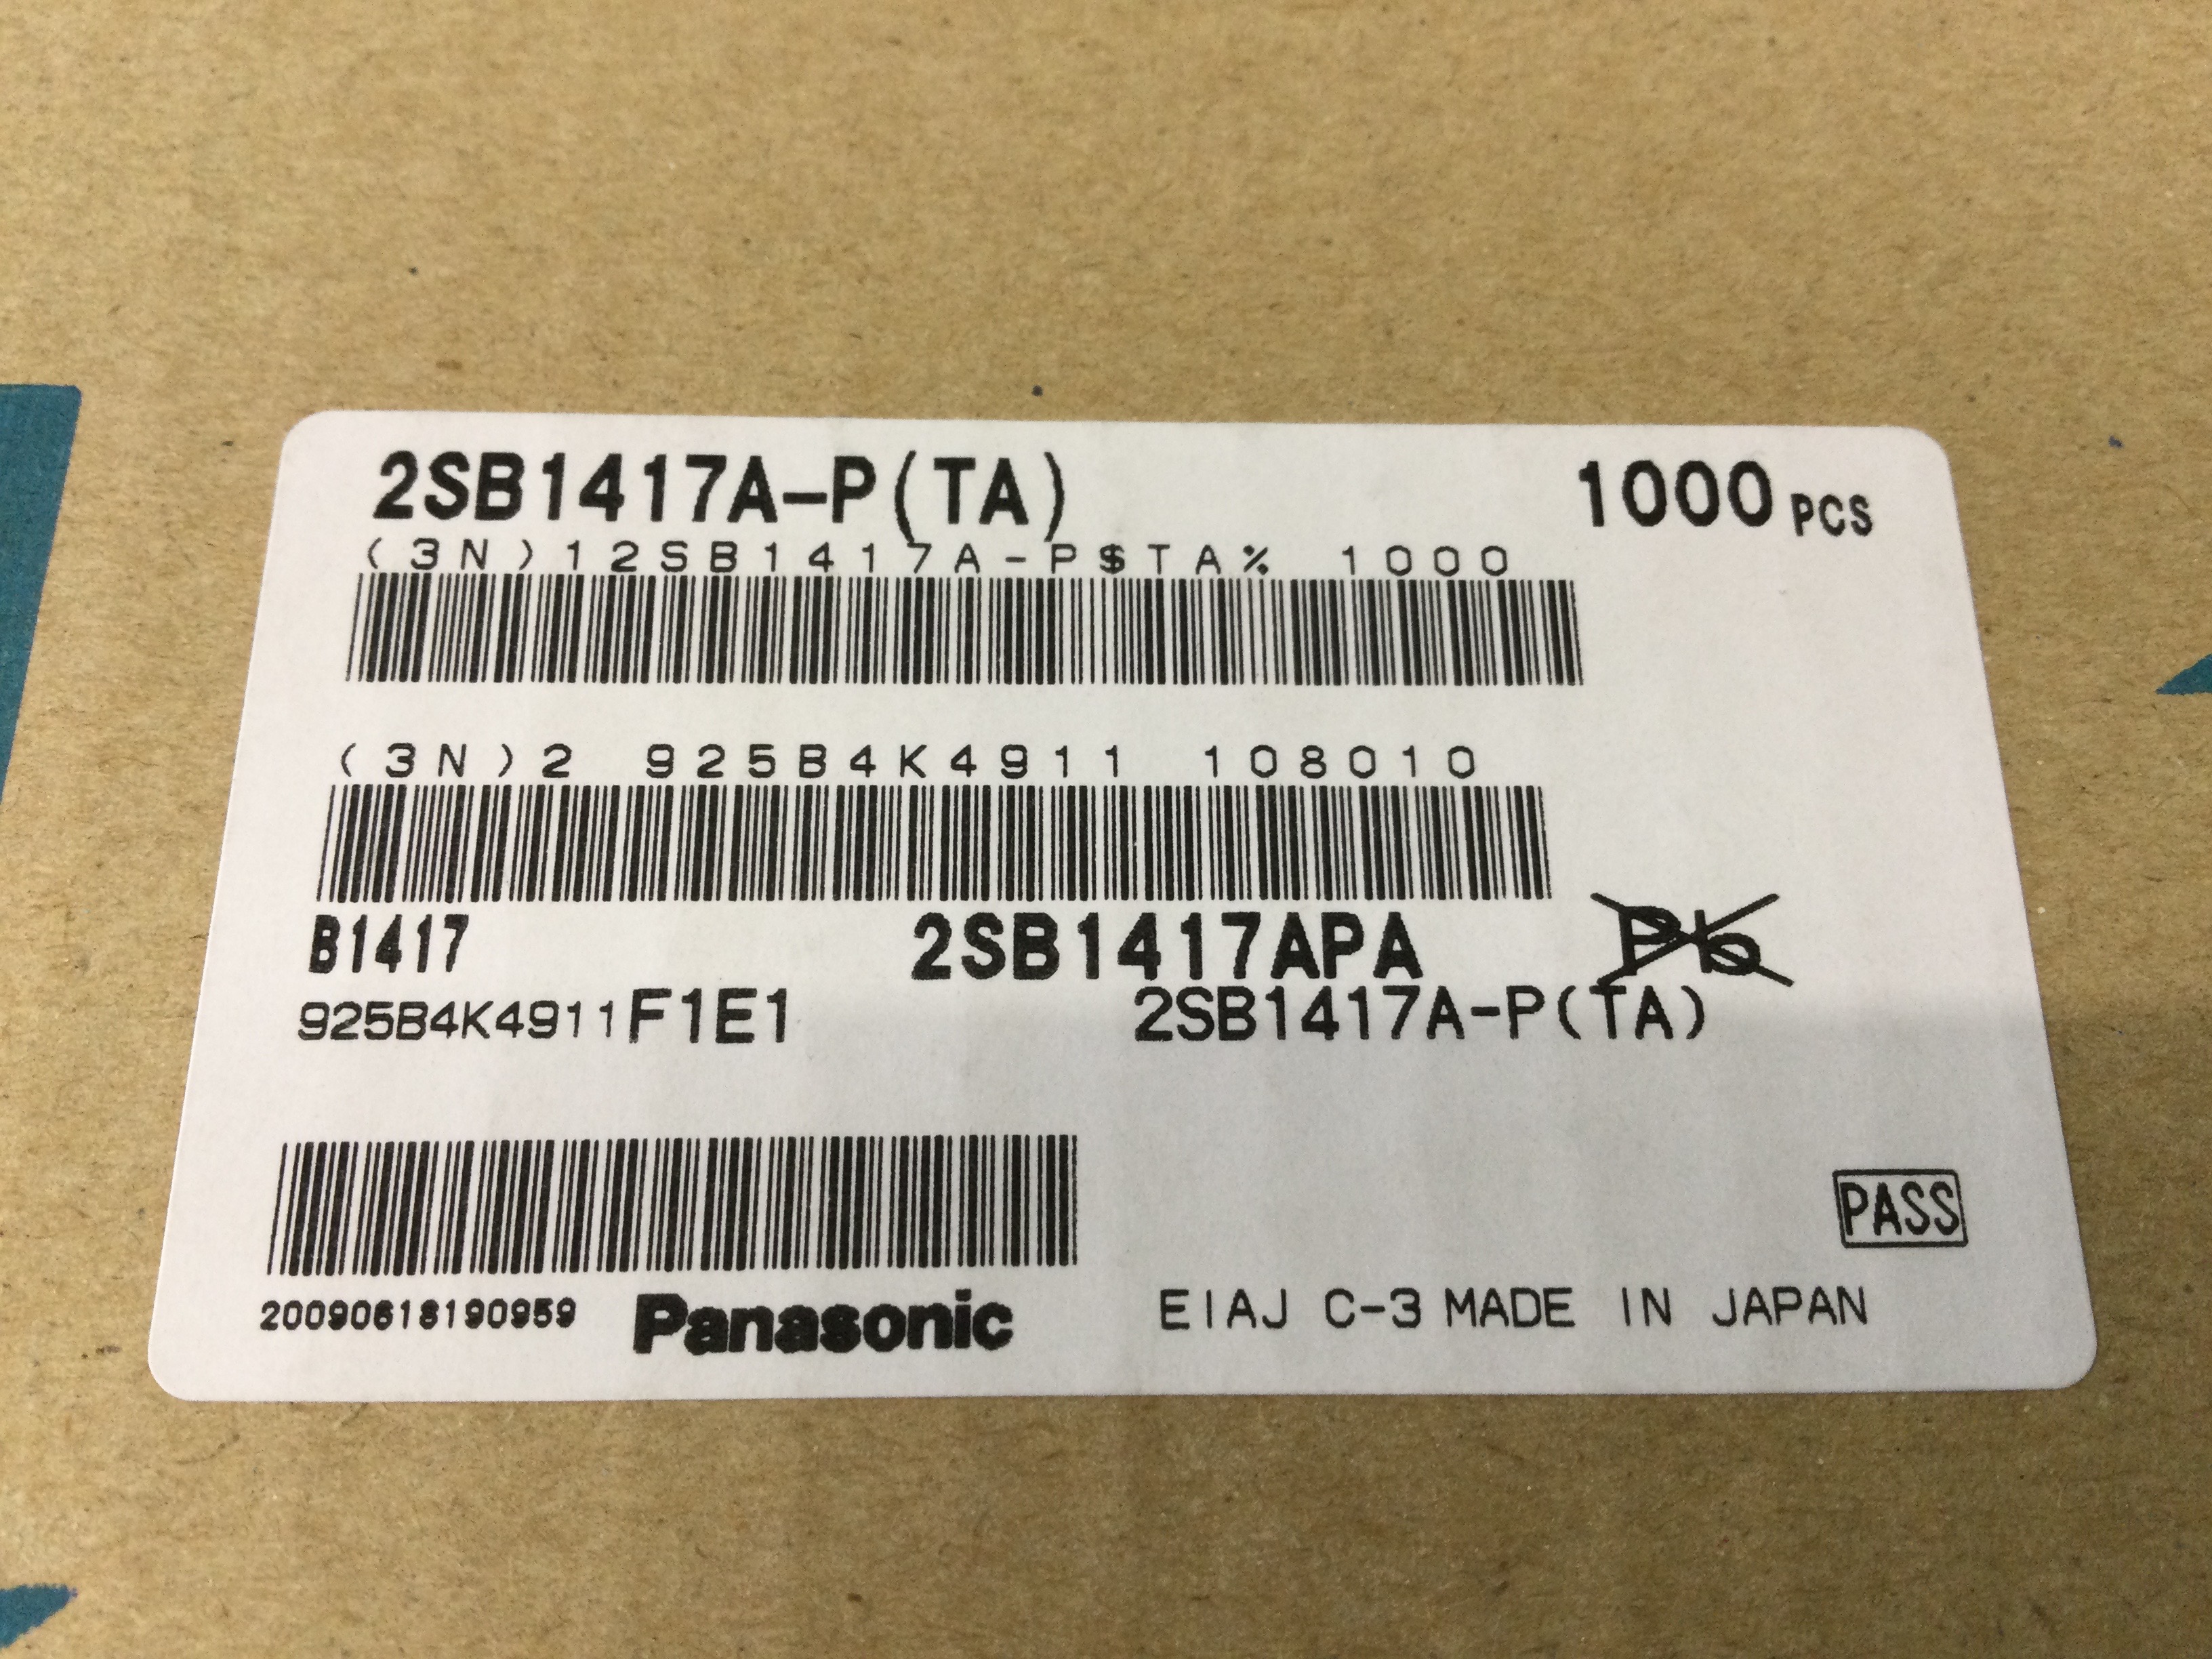 2SB1417A-P(TA) 1000 PCS
(3N)12SB1417A-P$TA% 1000
(3N)2 925B4K4911 108010
B1417 2SB1417APA Pb
925B4K4911F1E1 2SB1417A-P(TA)
PASS
20090618190959 Panasonic EIAJ C-3 MADE IN JAPAN